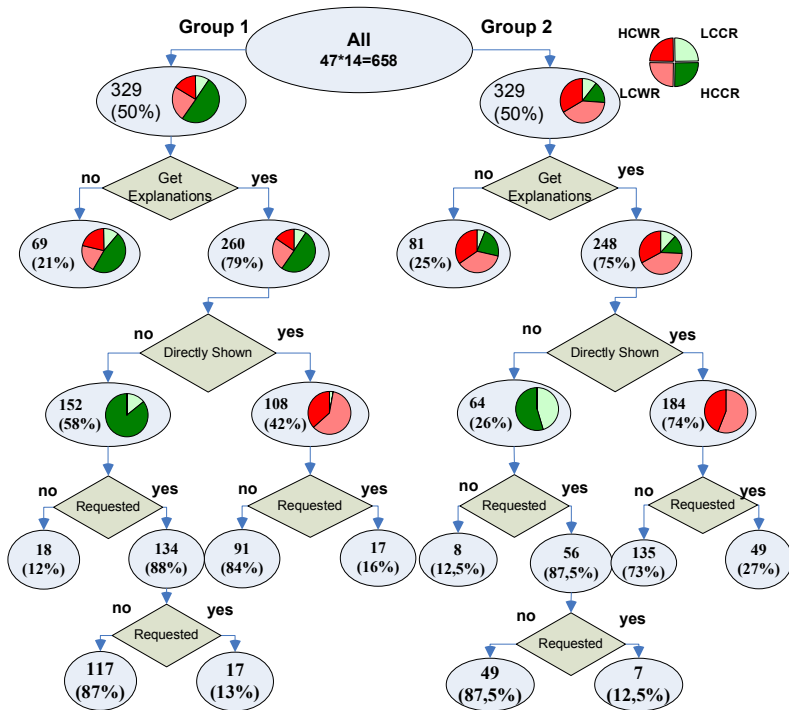 Group 1
All
47*14=658
Group 2
HCWR
LCCR
LCWR
HCCR
329
(50%)
329
(50%)
no
Get
Explanations
yes
no
Get
Explanations
yes
69
(21%)
260
(79%)
81
(25%)
248
(75%)
no
Directly Shown
yes
no
Directly Shown
yes
152
(58%)
108
(42%)
64
(26%)
184
(74%)
no
Requested
yes
no
Requested
yes
no
Requested
yes
no
Requested
yes
18
(12%)
134
(88%)
91
(84%)
17
(16%)
8
(12,5%)
56
(87,5%)
135
(73%)
49
(27%)
no
Requested
yes
no
Requested
yes
117
(87%)
17
(13%)
49
(87,5%)
7
(12,5%)